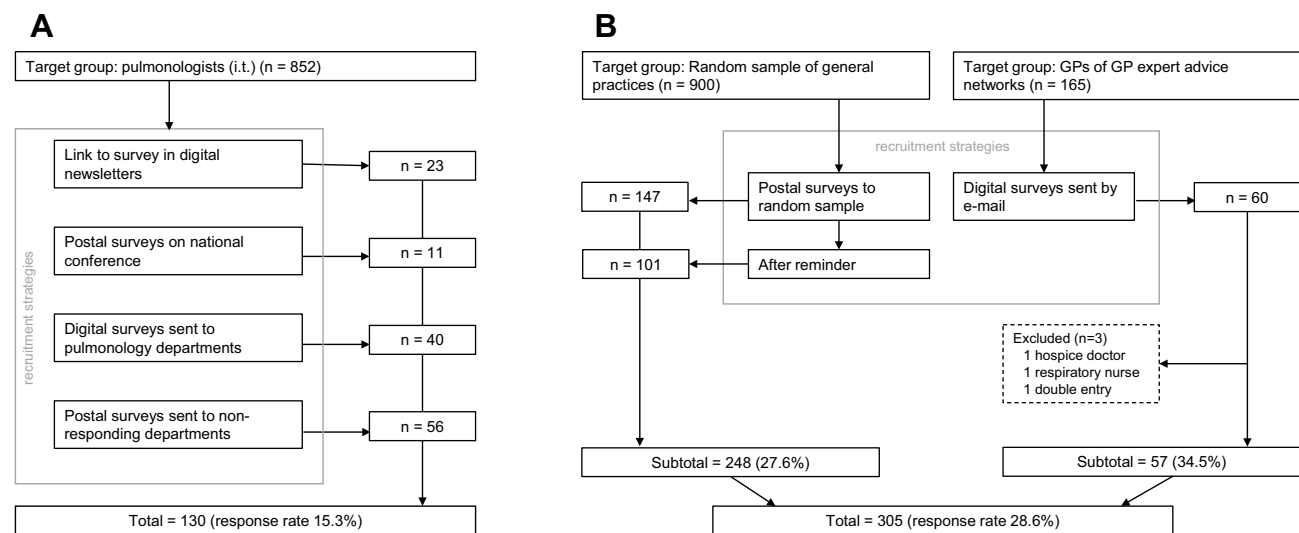 A
Target group: pulmonologists (i.t.) (n = 852)
recruitment strategies
Link to survey in digital
newsletters
n = 23
Postal surveys on national
conference
n = 11
Digital surveys sent to
pulmonology departments
n = 40
Postal surveys sent to non-
responding departments
n = 56
Total = 130 (response rate 15.3%)
B
Target group: Random sample of general
practices (n = 900)
Target group: GPs of GP expert advice
networks (n = 165)
recruitment strategies
n = 147
Postal surveys to
random sample
Digital surveys sent by
e-mail
n = 60
n = 101
After reminder
Excluded (n=3)
1 hospice doctor
1 respiratory nurse
1 double entry
Subtotal = 248 (27.6%)
Subtotal = 57 (34.5%)
Total = 305 (response rate 28.6%)